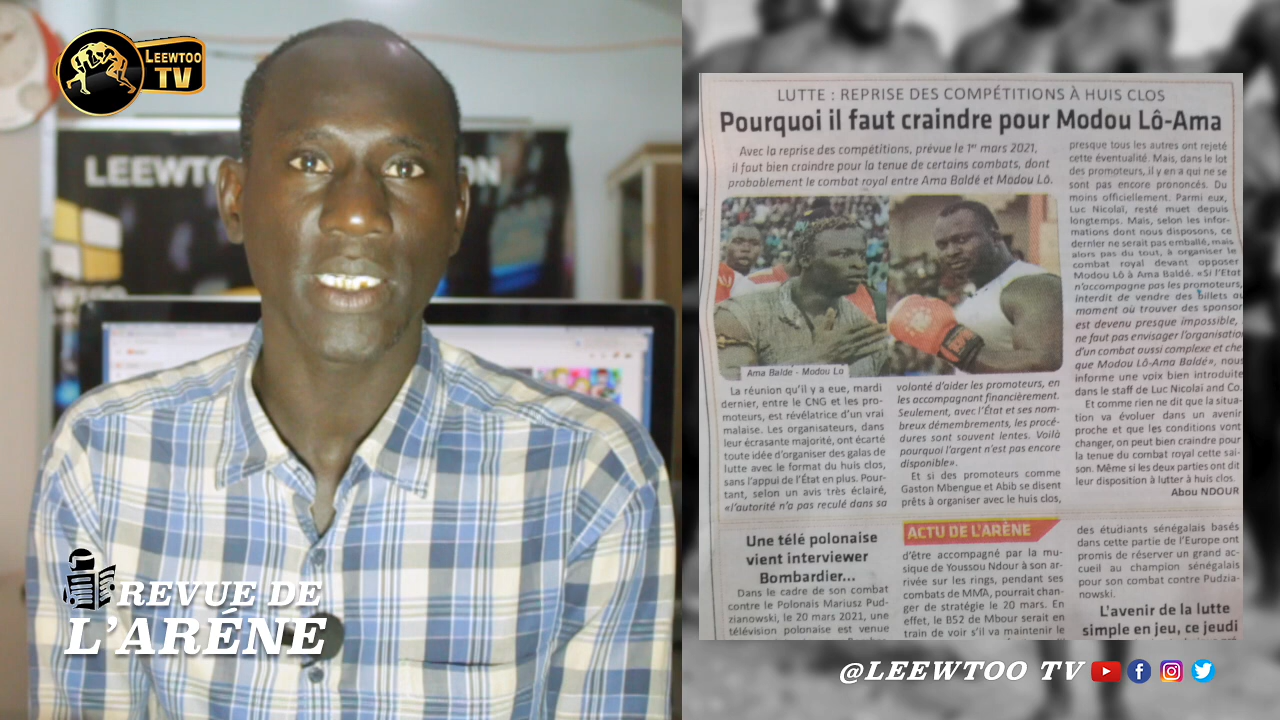 LEEWTOO
TV
LEEWTOO
ON
REVUE DE
L'ARÉNE
LUTTE : REPRISE DES COMPÉTITIONS À HUIS CLOS
Pourquoi il faut craindre pour Modou Lô-Ama
Avec la reprise des compétitions, prévue le 1er mars 2021,
il faut bien craindre pour la tenue de certains combats, dont
probablement le combat royal entre Ama Baldé et Modou Lô.
Ama Balde - Modou Lo
La réunion qu'il y a eue, mardi
dernier, entre le CNG et les pro-
moteurs, est révélatrice d'un vrai
malaise. Les organisateurs, dans
leur écrasante majorité, ont écarté
toute idée d'organiser des galas de
lutte avec le format du huis clos,
sans l'appui de l'État en plus. Pour-
tant, selon un avis très éclairé,
«l'autorité n'a pas reculé dans sa
volonté d'aider les promoteurs, en
les accompagnant financièrement.
Seulement, avec l'État et ses nom-
breux démembrements, les procé-
dures sont souvent lentes. Voilà
pourquoi l'argent n'est pas encore
disponible».
Et si des promoteurs comme
Gaston Mbengue et Abib se disent
prêts à organiser avec le huis clos,
presque tous les autres ont rejeté
cette éventualité. Mais, dans le lot
des promoteurs, il y en a qui ne se
sont pas encore prononcés. Du
moins officiellement. Parmi eux,
Luc Nicolaï, resté muet depuis
longtemps. Mais, selon les infor-
mations dont nous disposons, ce
dernier ne serait pas emballé, mais
alors pas du tout, à organiser le
combat royal devant opposer
Modou Lô à Ama Baldé. «Si l'Etat
n'accompagne pas les promoteurs,
interdit de vendre des billets au
moment où trouver des sponsor
est devenu presque impossible,
ne faut pas envisager l'organisation
d'un combat aussi complexe et che
que Modou Lô-Ama Baldé», nous
informe une voix bien introduite
dans le staff de Luc Nicolai and Co.
Et comme rien ne dit que la situa-
tion va évoluer dans un avenir
proche et que les conditions vont
changer, on peut bien craindre pour
la tenue du combat royal cette sai-
son. Même si les deux parties ont dit
leur disposition à lutter à huis clos.
Abou NDOUR
Une télé polonaise
vient interviewer
Bombardier...
Dans le cadre de son combat
contre le Polonais Mariusz Pud-
zianowski, le 20 mars 2021, une
télévision polonaise est venue
ACTU DE L'ARÈNE
d'être accompagné par la mu-
sique de Youssou Ndour à son ar-
rivée sur les rings, pendant ses
combats de MMA, pourrait chan-
ger de stratégie le 20 mars. En
effet, le B52 de Mbour serait en
train de voir s'il va maintenir le
des étudiants sénégalais basés
dans cette partie de l'Europe ont
promis de réserver un grand ac-
cueil au champion sénégalais
pour son combat contre Pudzia-
nowski.
L'avenir de la lutte
simple en jeu, ce jeudi
@LEEWTOO TV